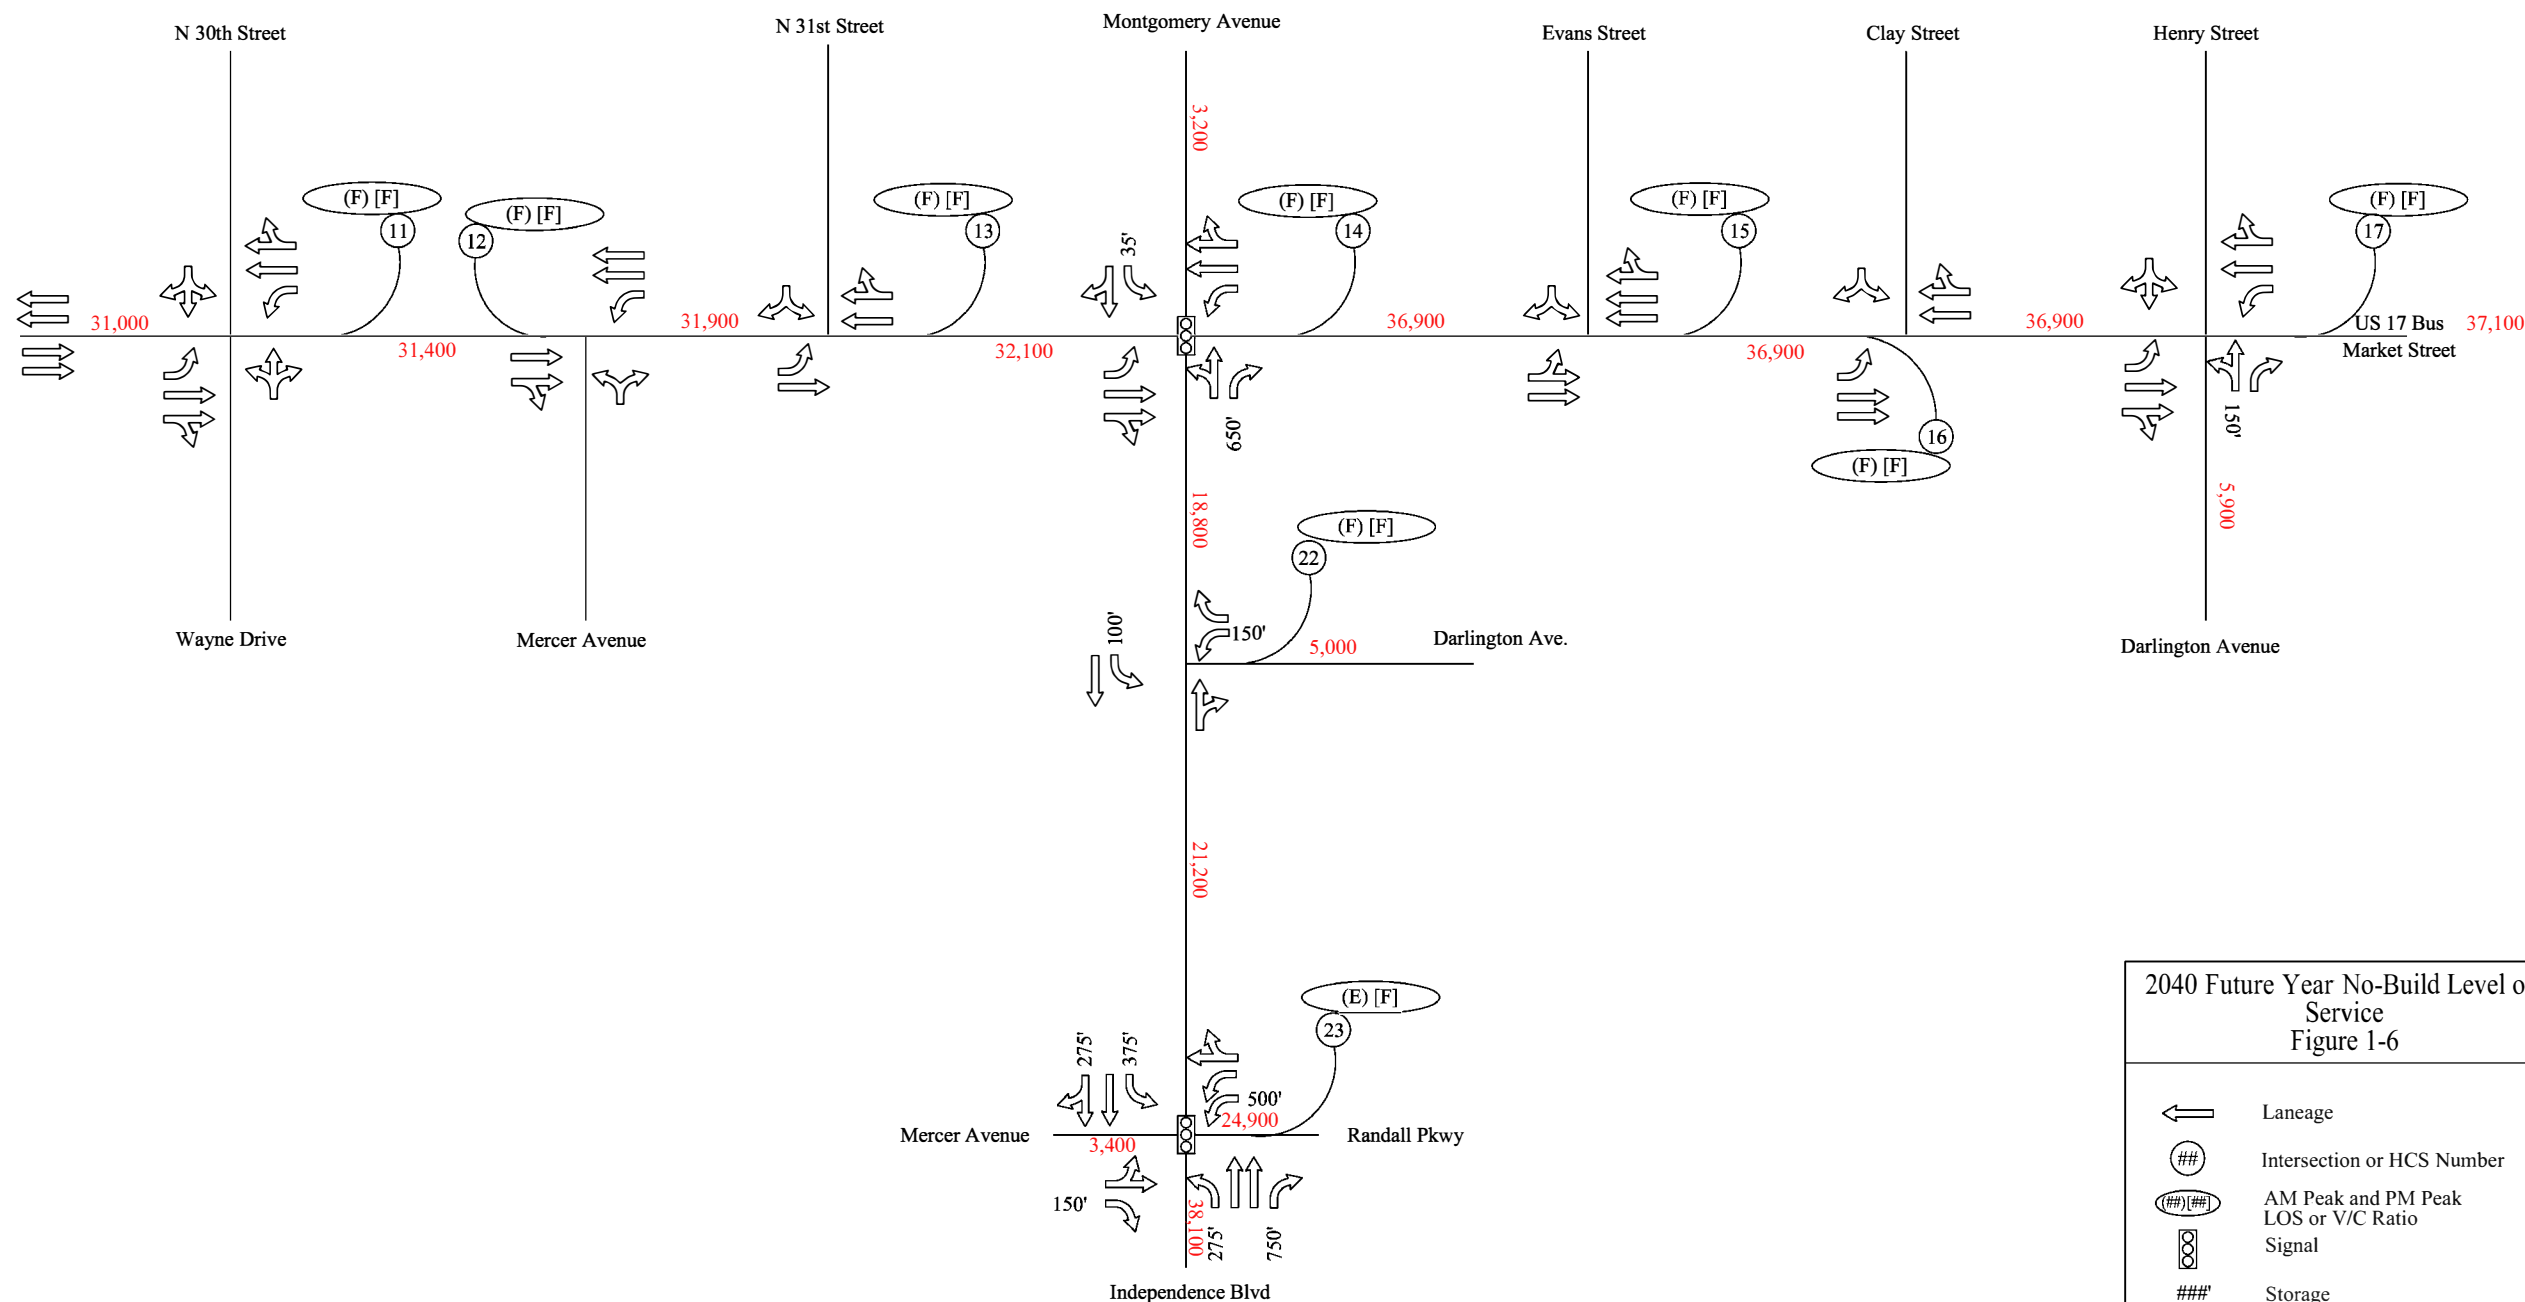 N 30th Street
N 31st Street
Montgomery Avenue
Evans Street
Clay Street
Henry Street
3,200
(F) [F]
11
(F) [F]
12
(F) [F]
13
(F) [F]
14
(F) [F]
15
(F) [F]
17
35'
31,000
31,400
31,900
32,100
36,900
36,900
36,900
US 17 Bus
37,100
Market Street
650'
150'
16
(F) [F]
18,800
5,900
(F) [F]
22
100'
150'
5,000
Darlington Ave.
Wayne Drive
Mercer Avenue
Darlington Avenue
21,200
(E) [F]
23
275'
375'
500'
24,900
Mercer Avenue
3,400
Randall Pkwy
150'
38,100
275'
750'
Independence Blvd
2040 Future Year No-Build Level o
Service
Figure 1-6
Laneage
##
Intersection or HCS Number
(##)[##]
AM Peak and PM Peak
LOS or V/C Ratio
Signal
###'
Storage